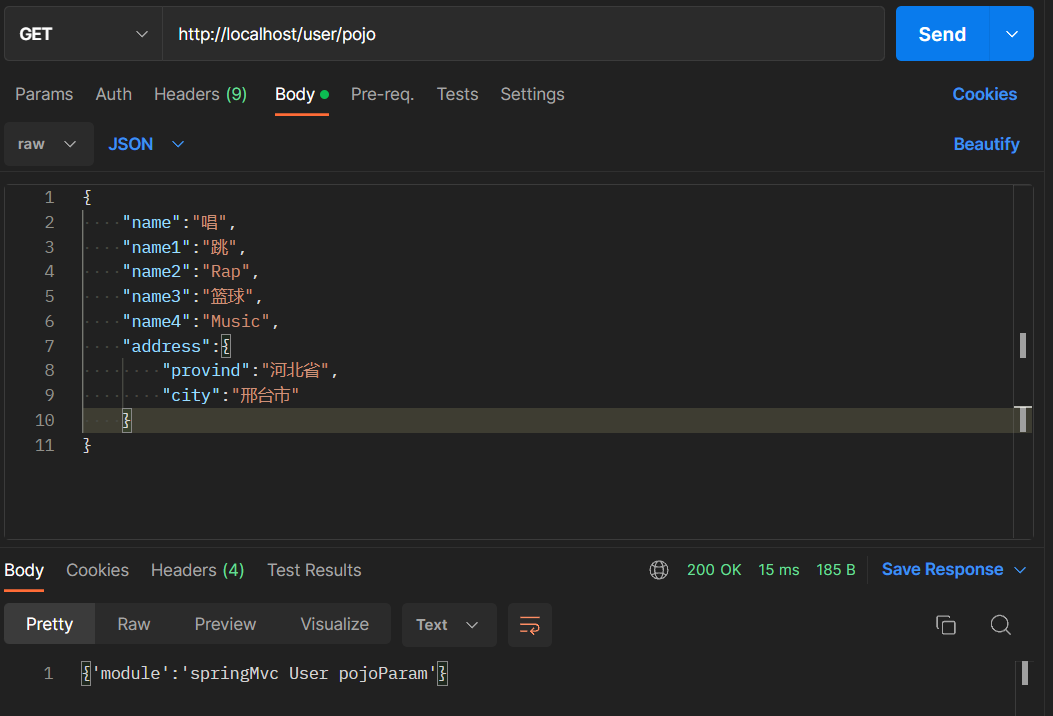 GET http://localhost/user/pojo Send
Params Auth Headers (9) Body Pre-req. Tests Settings Cookies
raw JSON Beautify
1 {
2 "name":"唱",
3 "name1":"跳",
4 "name2":"Rap",
5 "name3":"篮球",
6 "name4":"Music",
7 "address":{
8 "provind":"河北省",
9 "city":"邢台市"
10 }
11 }
Body Cookies Headers (4) Test Results 200 OK 15 ms 185 B Save Response
Pretty Raw Preview Visualize Text
1 {'module':'springMvc User pojoParam'}